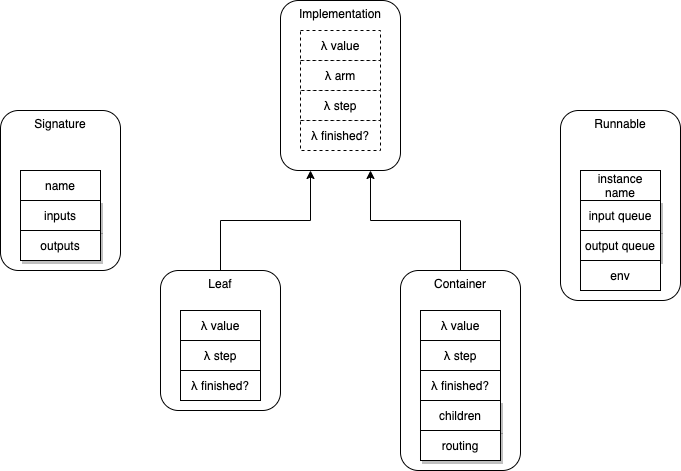 Implementation
λ value
λ arm
λ step
λ finished?
Signature
name
inputs
outputs
Runnable
instance
name
input queue
output queue
env
Leaf
λ value
λ step
λ finished?
Container
λ value
λ step
λ finished?
children
routing